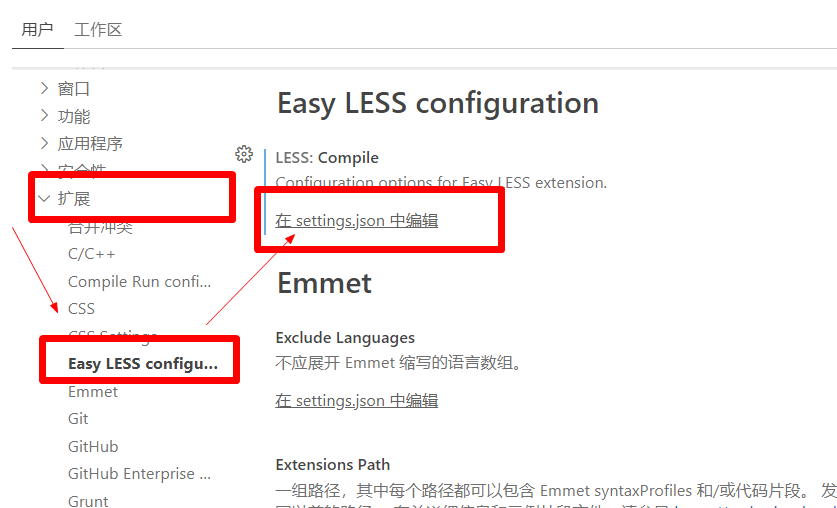 用户 工作区
窗口
功能
应用程序
安全性
扩展
合并冲突
C/C++
Compile Run confi...
CSS
CSS Settings
Easy LESS configu...
Emmet
Git
GitHub
GitHub Enterprise ...
Grunt
Easy LESS configuration
LESS: Compile
Configuration options for Easy LESS extension.
在 settings.json 中编辑
Emmet
Exclude Languages
不应展开 Emmet 缩写的语言数组。
在 settings.json 中编辑
Extensions Path
一组路径，其中每个路径都可以包含 Emmet syntaxProfiles 和/或代码片段。发